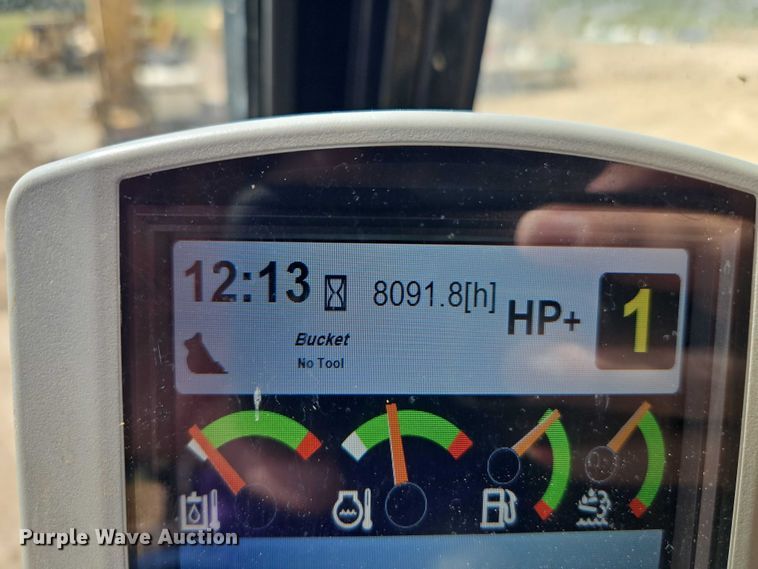 12:13 8091.8[h] HP+ 1
Bucket
No Tool
Purple Wave Auction